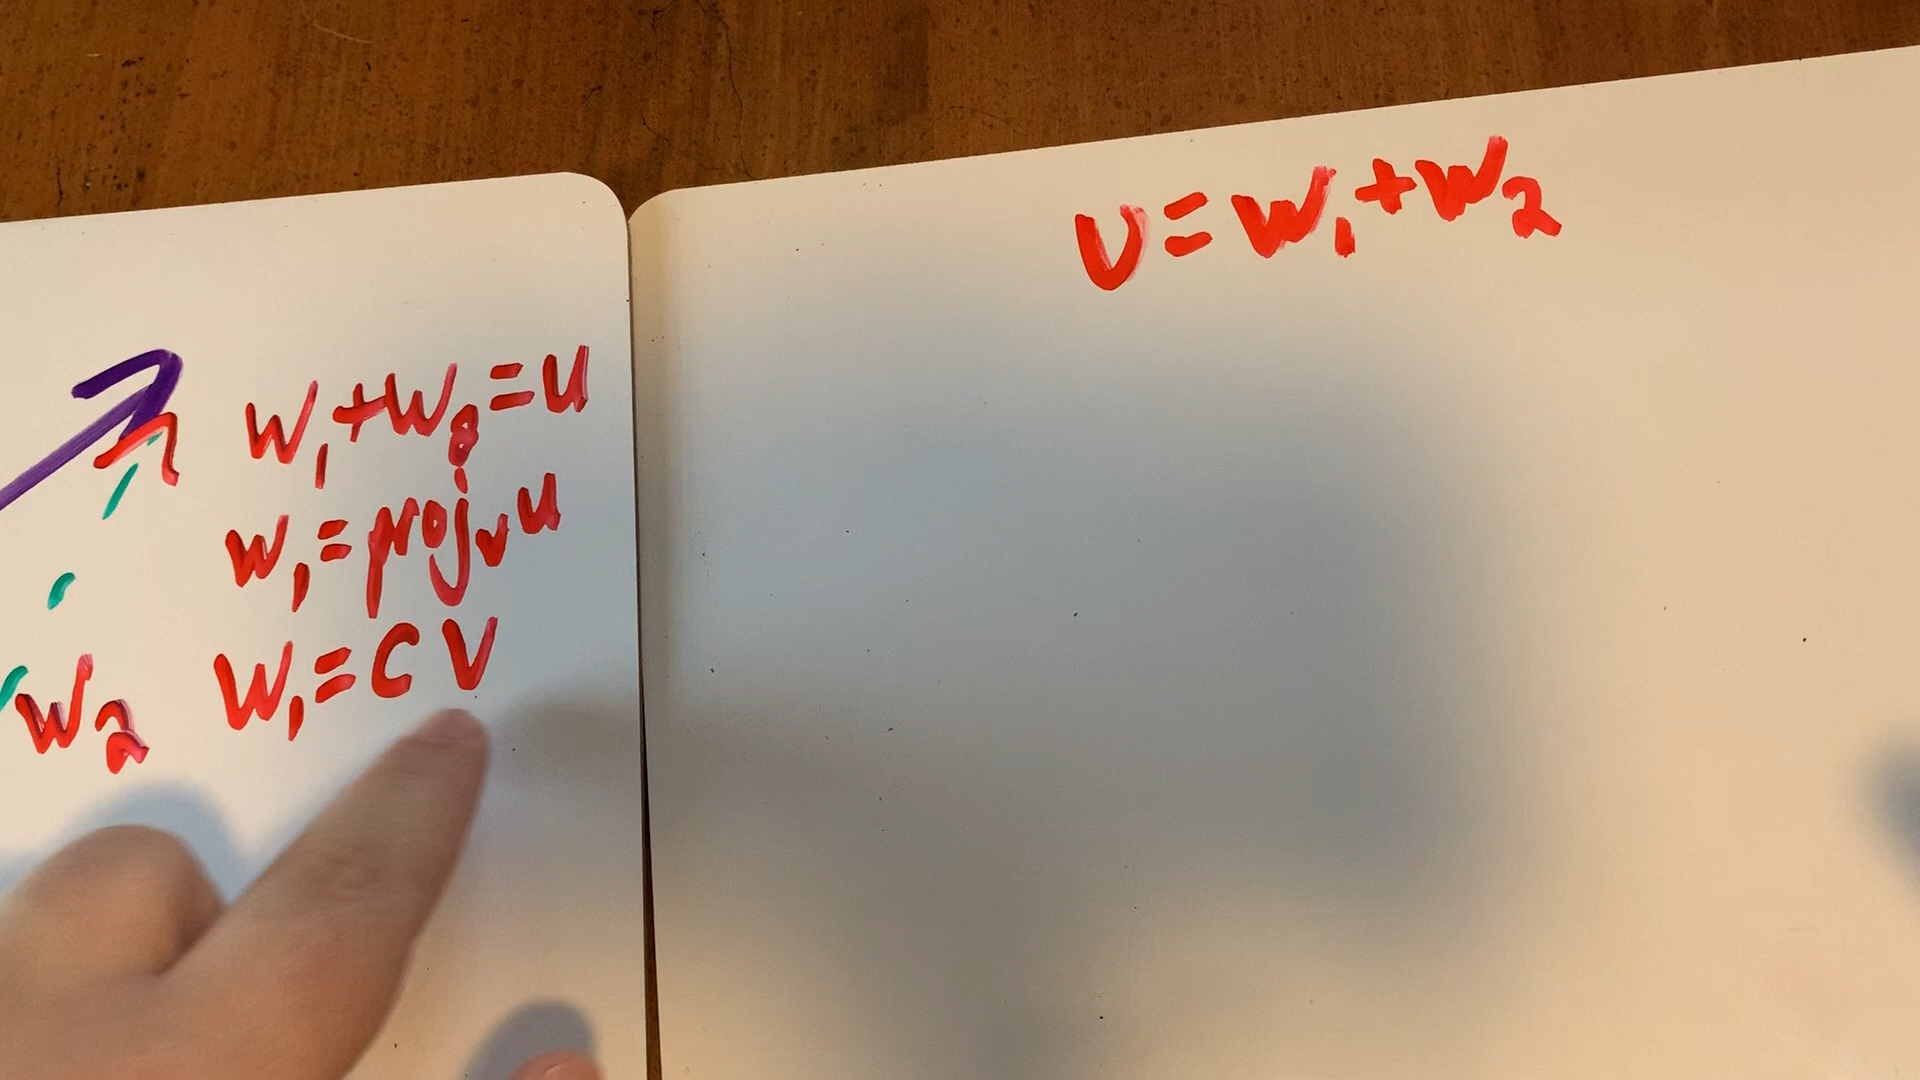 w₁+w₂=u
w₁=projᵥu
w₁=cv
w₂
u=w₁+w₂